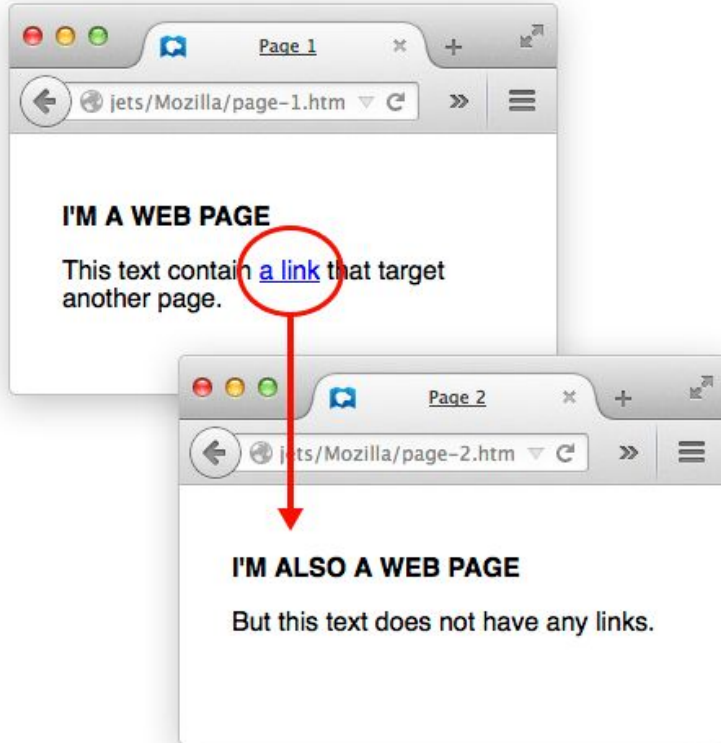 Page 1
jets/Mozilla/page-1.htm
I'M A WEB PAGE
This text contain a link that target
another page.
Page 2
jets/Mozilla/page-2.htm
I'M ALSO A WEB PAGE
But this text does not have any links.